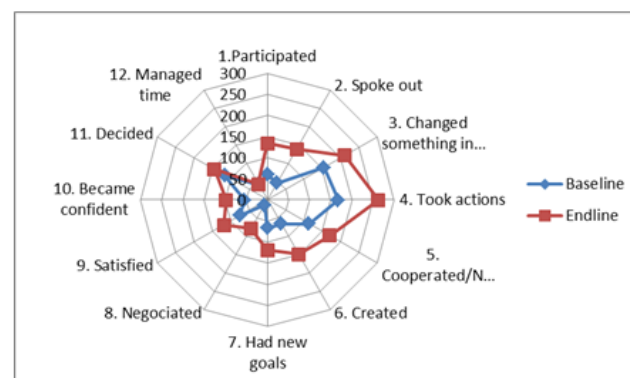 1.Participated
300
250
200
150
100
50
0
2. Spoke out
3. Changed
something in...
4. Took actions
5.
Cooperated/N...
6. Created
7. Had new
goals
8. Negociated
9. Satisfied
10. Became
confident
11. Decided
12. Managed
time
Baseline
Endline